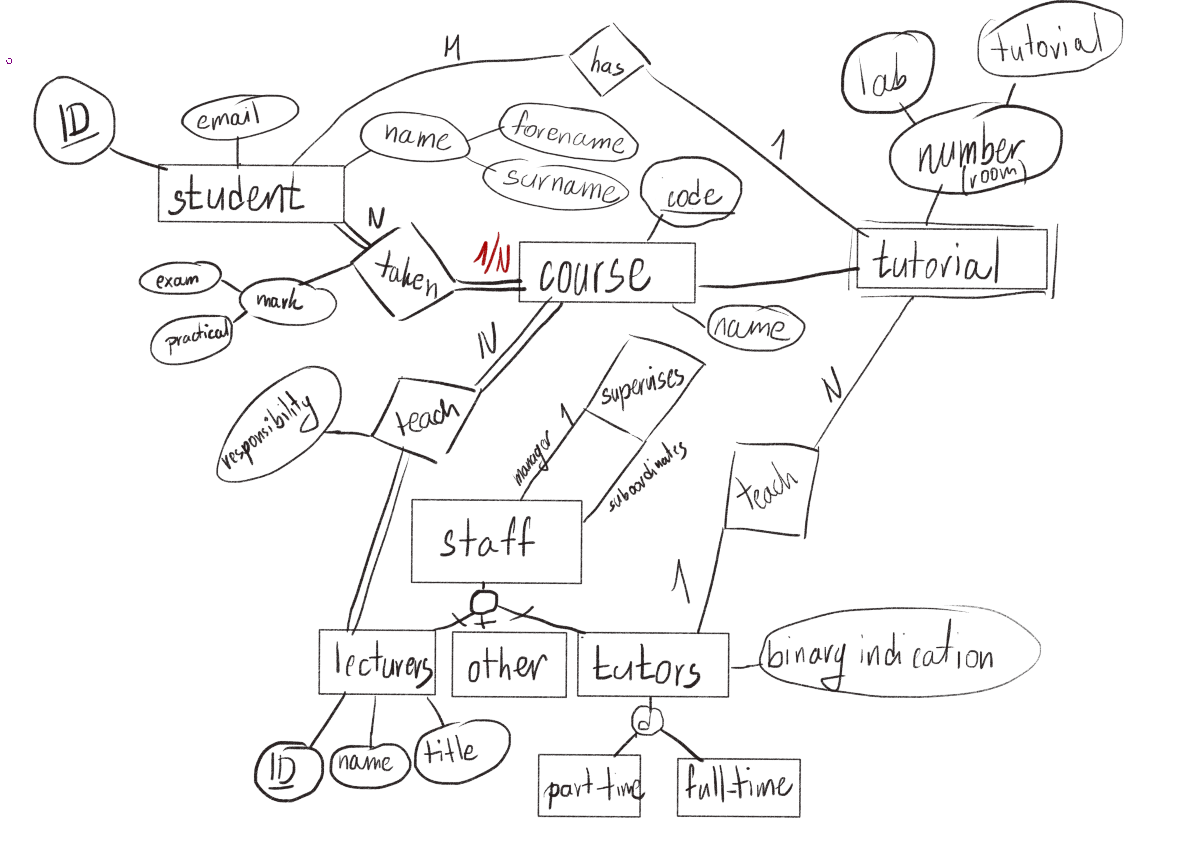 M
has
tutorial
lab
ID
email
name
forename
surname
number
(room)
code
1
student
N
taken
1/N
course
tutorial
exam
mark
practical
name
N
supervises
N
responsibility
teach
manager
1
suboordinates
teach
staff
1
lecturers
other
tutors
binary indication
d
ID
name
title
part-time
full-time